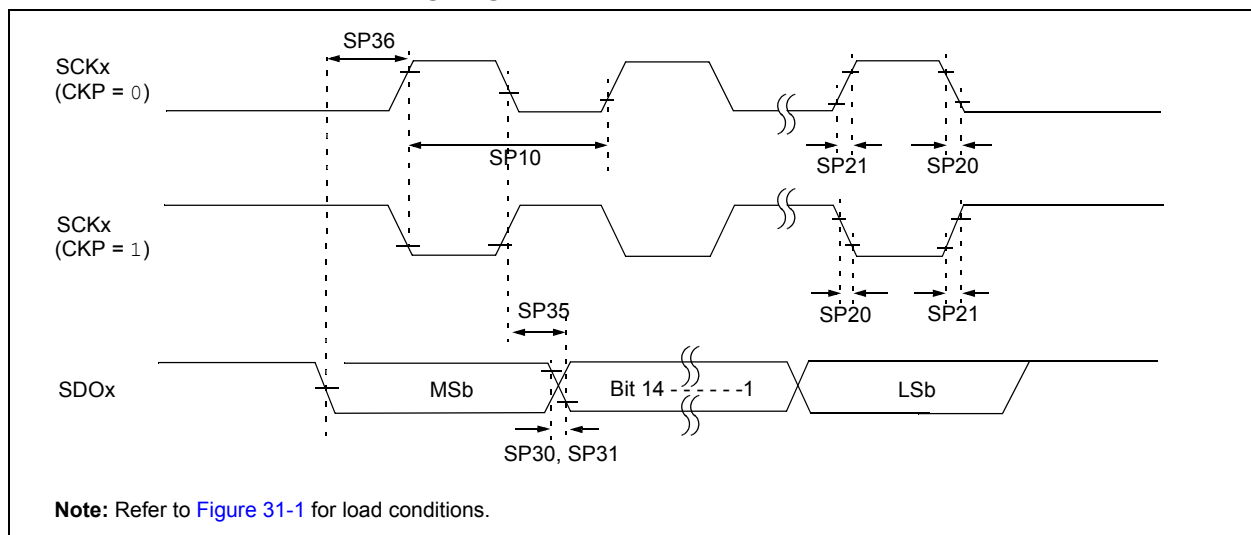 SP36
SCKx
(CKP = 0)
SP10
SP21
SP20
SCKx
(CKP = 1)
SP35
SP20
SP21
SDOx
MSb
Bit 14 - - - - - -1
LSb
SP30, SP31
Note: Refer to Figure 31-1 for load conditions.